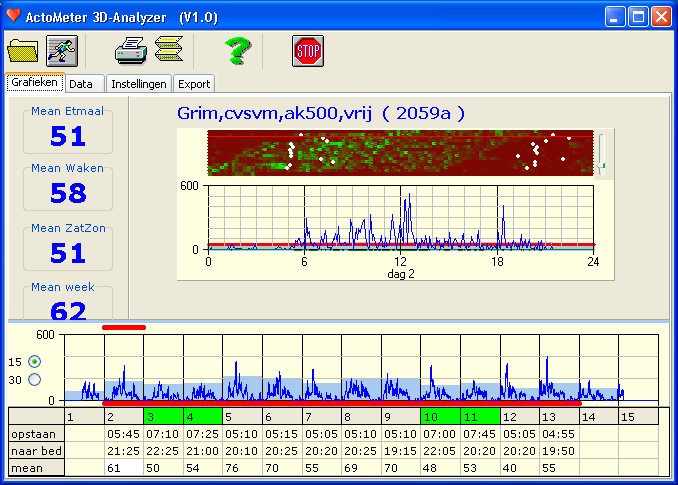 ActoMeter 3D-Analyzer (V1.0)
STOP
Grafieken Data Instellingen Export
Mean Etmaal
51
Mean Waken
58
Mean ZatZon
51
Mean week
62
Grim,cvsvm,ak500,vrij ( 2059a )
600
0
0 6 12 18 24
dag 2
600
15
30
0
1 2 3 4 5 6 7 8 9 10 11 12 13 14 15
opstaan 05:45 07:10 07:25 05:10 05:15 05:05 05:10 05:10 07:00 07:45 05:05 04:55
naar bed 21:25 22:25 21:00 20:10 20:25 20:25 20:25 19:15 22:05 20:20 20:20 19:50
mean 61 50 54 76 70 55 69 70 48 53 40 55